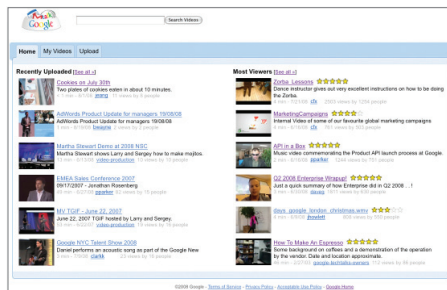 Google
Search Videos
Home My Videos Upload
Recently Uploaded [See all »]
Cookies on July 30th
Two plates of cookies eaten in about 10 minutes.
AdWords Product Update for managers 19/08/08
AdWords Product Update for managers 19/08/08
Martha Stewart Demo at 2008 NSC
Martha Stewart shows Larry and Sergey how to make mojitos.
video-production
EMEA Sales Conference 2007
09/17/2007 - Jonathan Rosenberg
pparker
MV TGIF - June 22, 2007
June 22, 2007 TGIF hosted by Larry and Sergey.
video-production
Google NYC Talent Show 2008
Daniel performs an acoustic song as part of the Google New
Most Viewers [See all »]
Zorba Lessons
Dance instructor gives out very excellent instructions on how to be doing
the Zorba.
MarketingCampaigns
Internal Video of some of our favourite global marketing campaigns
API in a Box
Music video commemorating the Product API launch process at Google.
pparker
Q2 2008 Enterprise Wrapup!
Just a quick summary of how Enterprise did in Q2 2008 ...!
days_google_london_christmas.wmv
How To Make An Espresso
Some background on coffees and a demonstration of the operation
by the vendor. Date and location approximate.
©2008 Google - Terms of Service - Privacy Policy - Acceptable Use Policy - Google Home